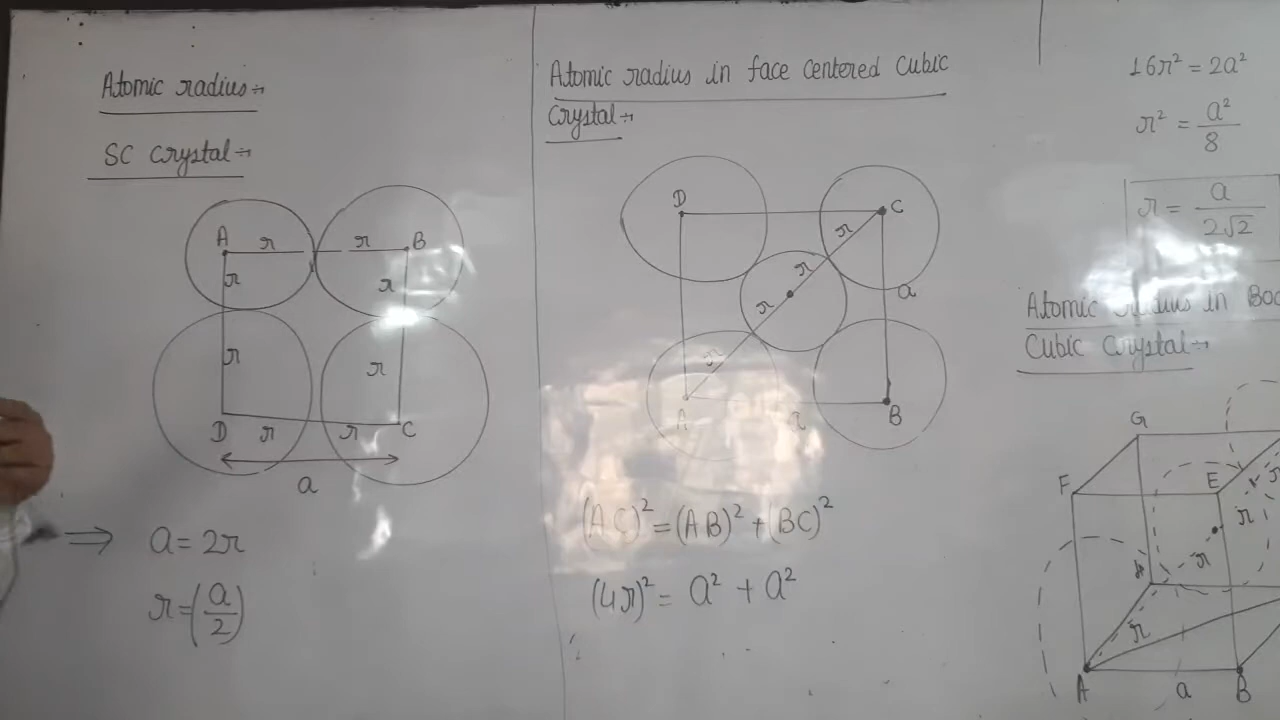 Atomic radius:-
SC crystal:-
A r r B
r r
r r
D r r C
a
⇒ a=2r
r=(a/2)
Atomic radius in face centered cubic
Crystal:-
D C
r
r
r a
r
A a B
(AC)²=(AB)²+(BC)²
(4r)²= a² + a²
16r² = 2a²
r² = a²/8
r = a/2√2
Atomic radius in
Cubic Crystal:-
G
F E
r
r
r
r
A a B